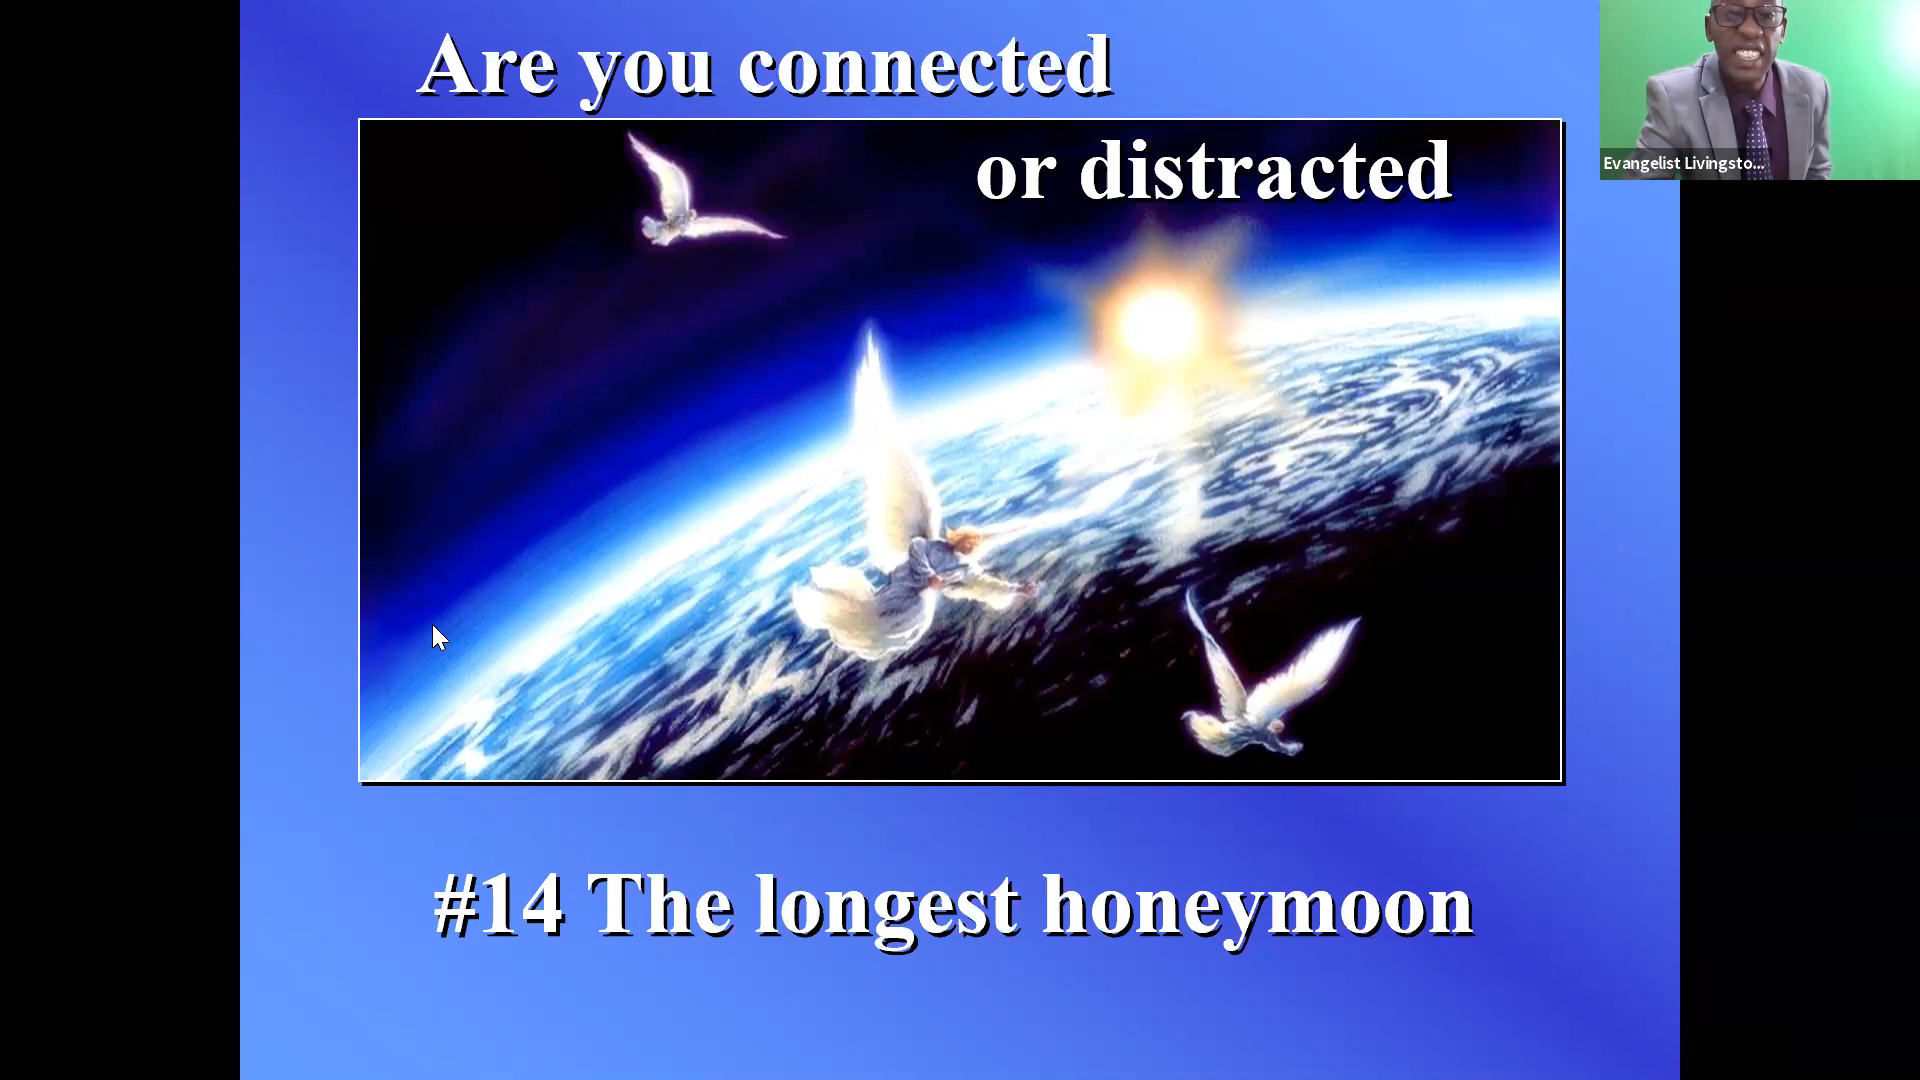 Are you connected
or distracted
Evangelist Livingsto...
#14 The longest honeymoon